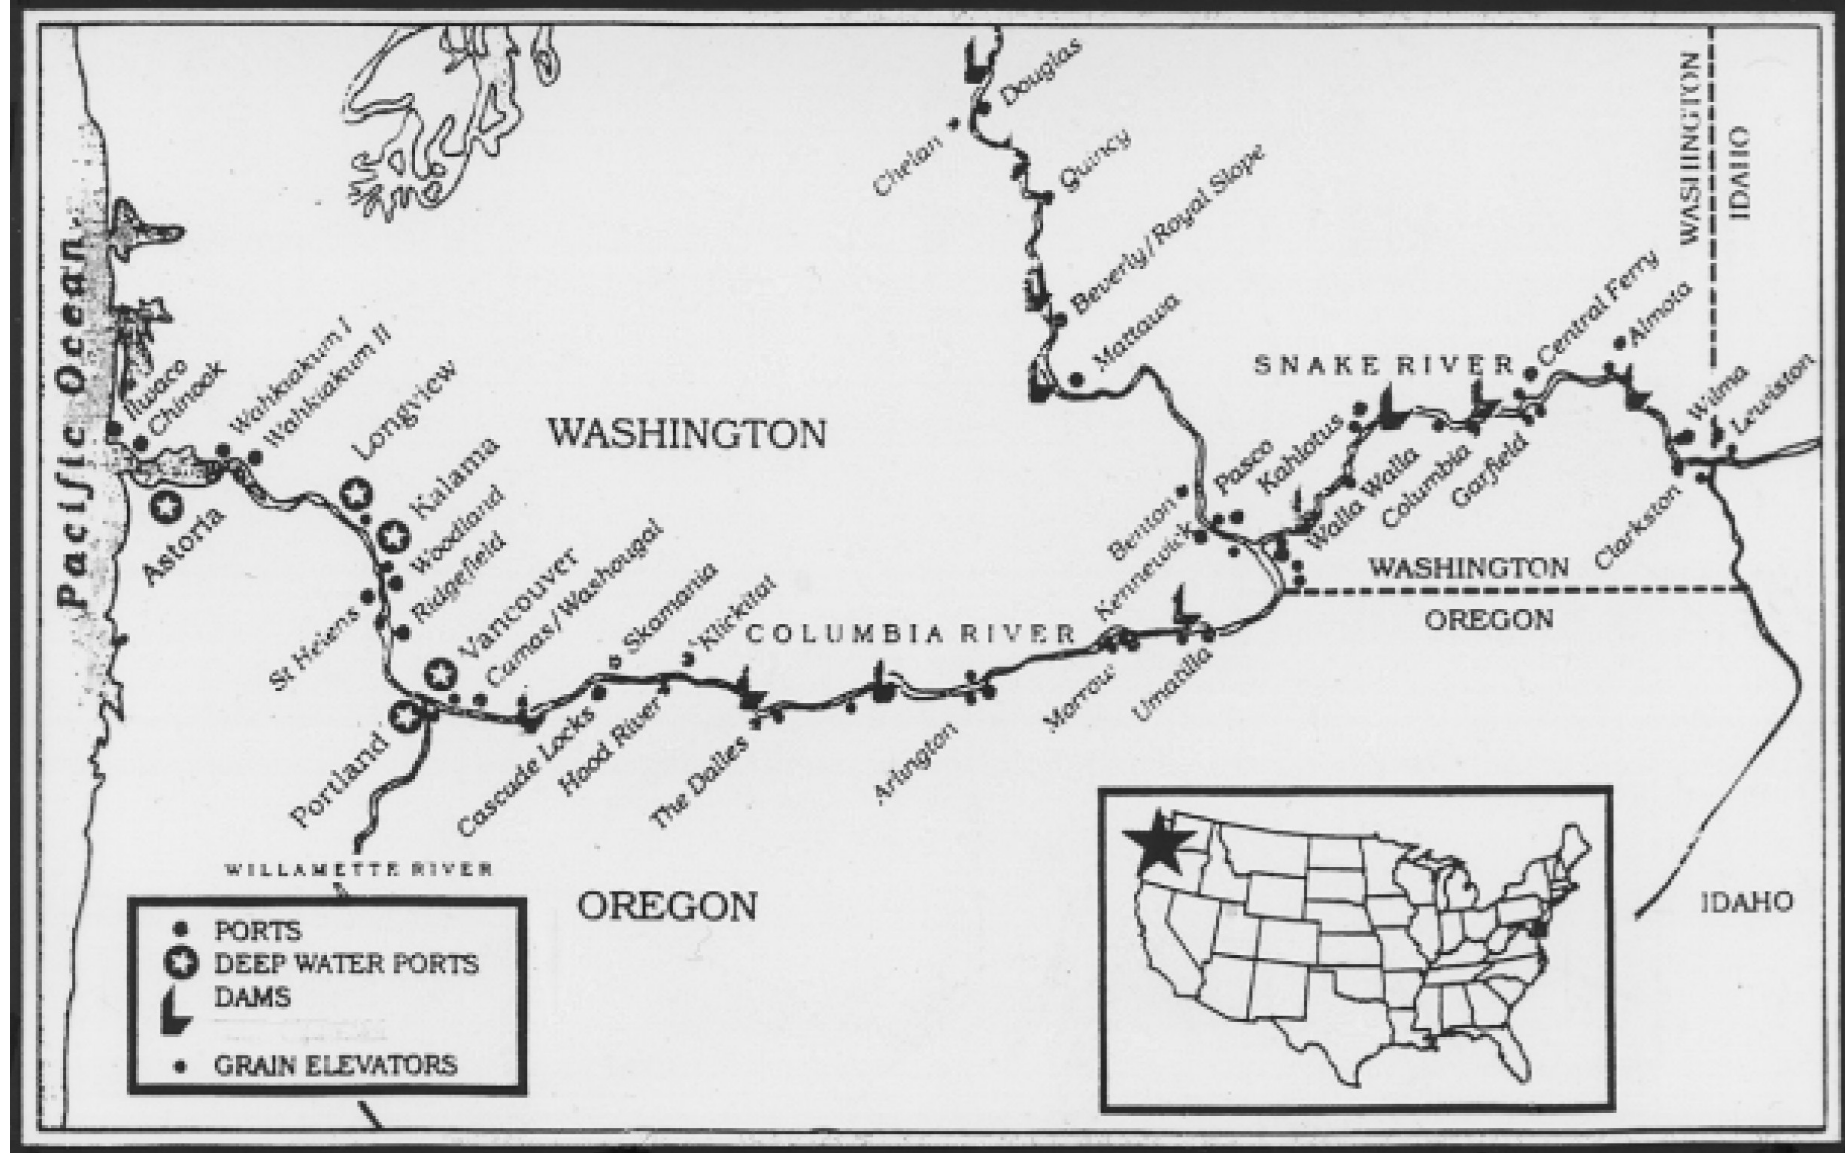 Douglas
Chelan
Quincy
Beverly/Royal Slope
Mattawa
WASHINGTON
IDAHO
Pacific Ocean
Ilwaco
Chinook
Wahkiakum I
Wahkiakum II
Longview
Kalama
Woodland
Ridgefield
Vancouver
Camas/Washougal
Skamania
Klickitat
Astoria
St Helens
Portland
WASHINGTON
COLUMBIA RIVER
SNAKE RIVER
Central Ferry
Almota
Wilma
Lewiston
Benton
Pasco
Kahlotus
Kennewick
Walla Walla
Columbia
Garfield
Clarkston
WASHINGTON
OREGON
Cascade Locks
Hood River
The Dalles
Arlington
Morrow
Umatilla
WILLAMETTE RIVER
OREGON
IDAHO
PORTS
DEEP WATER PORTS
DAMS
GRAIN ELEVATORS